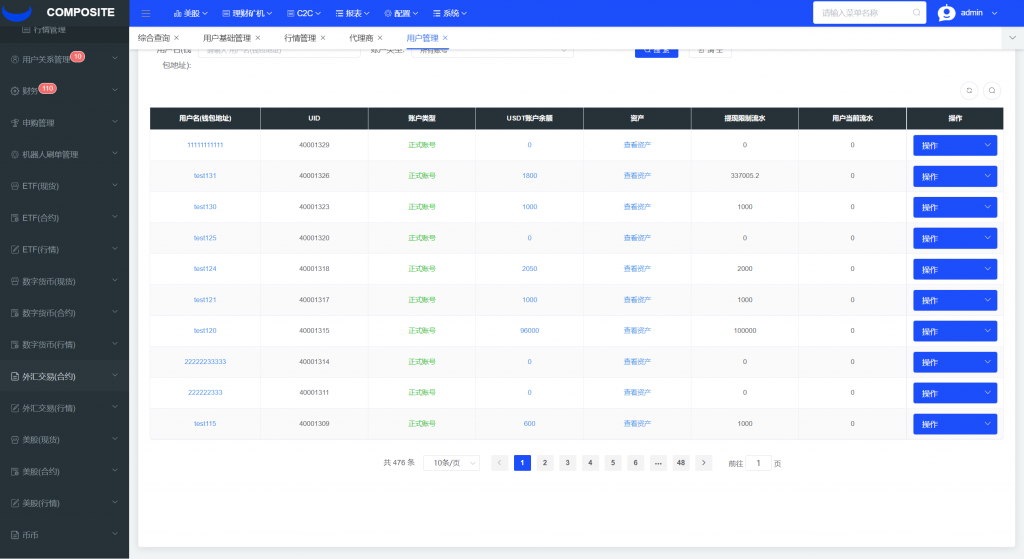 COMPOSITE
美股 理财矿机 C2C 报表 配置 系统
请输入菜单名称
admin
综合查询 × 用户基础管理 × 行情管理 × 代理商 × 用户管理 ×
行情管理
用户关系管理 10
财务 110
申购管理
机器人刷单管理
ETF(现货)
ETF(合约)
ETF(行情)
数字货币(现货)
数字货币(合约)
数字货币(行情)
外汇交易(合约)
外汇交易(行情)
美股(现货)
美股(合约)
美股(行情)
币币
用户名(钱 请输入用户名(钱包地址) 账户类型: 所有账号 搜索 清空
包地址):
用户名(钱包地址) UID 账户类型 USDT账户余额 资产 提现限制流水 用户当前流水 操作
11111111111 40001329 正式账号 0 查看资产 0 0 操作
test131 40001326 正式账号 1800 查看资产 337005.2 0 操作
test130 40001323 正式账号 1000 查看资产 1000 0 操作
test125 40001320 正式账号 0 查看资产 0 0 操作
test124 40001318 正式账号 2050 查看资产 2000 0 操作
test121 40001317 正式账号 1000 查看资产 1000 0 操作
test120 40001315 正式账号 96000 查看资产 100000 0 操作
22222233333 40001314 正式账号 0 查看资产 0 0 操作
222222333 40001311 正式账号 0 查看资产 0 0 操作
test115 40001309 正式账号 600 查看资产 1000 0 操作
共 476 条 10条/页 1 2 3 4 5 6 ••• 48 前往 1 页